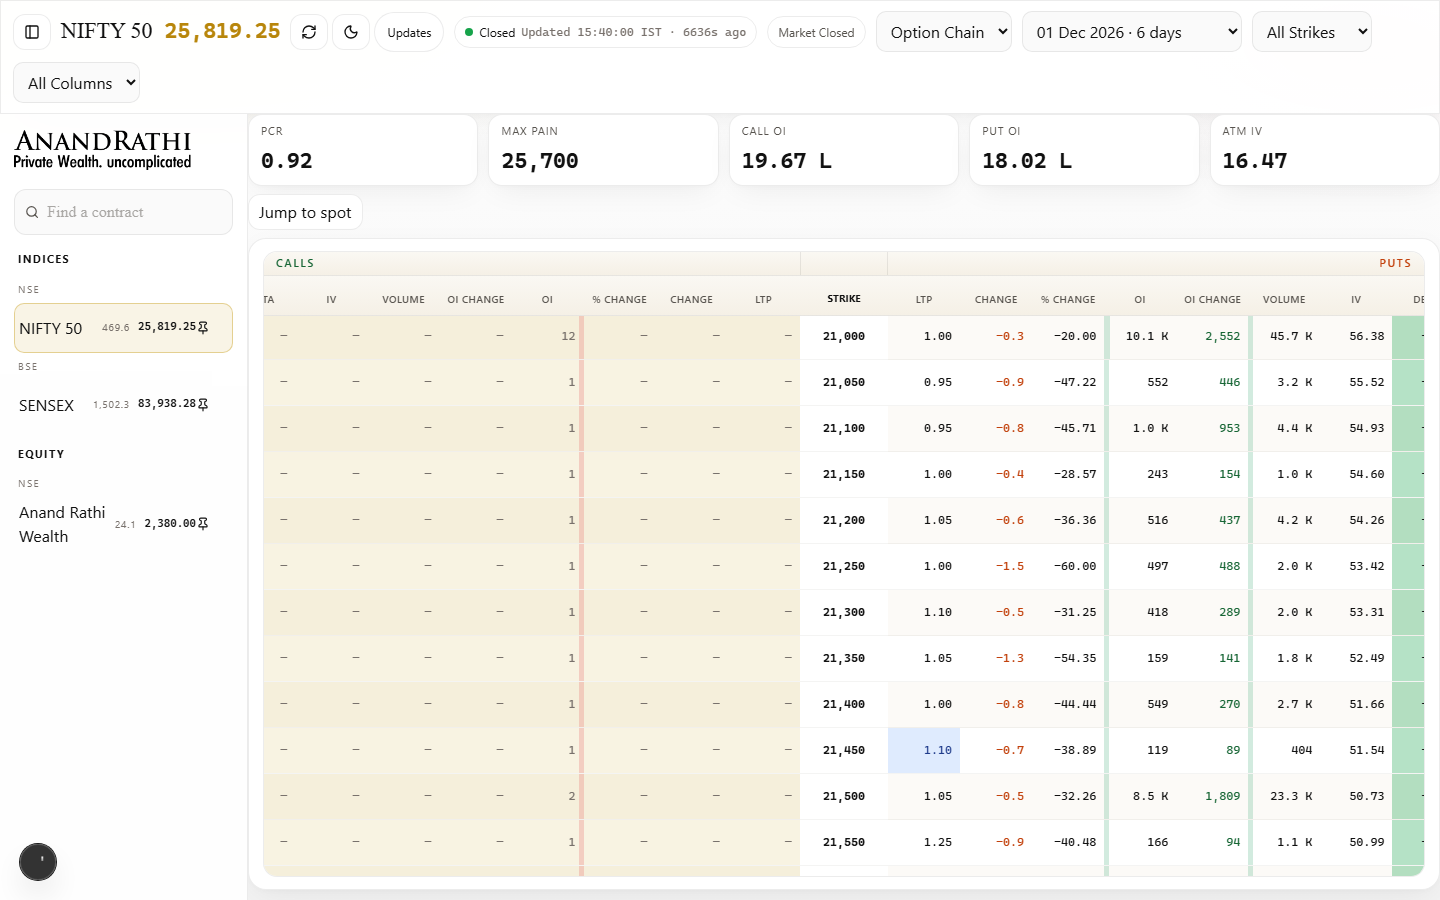 NIFTY 50 25,819.25 Updates Closed Updated 15:40:00 IST · 6636s ago Market Closed Option Chain 01 Dec 2026 · 6 days All Strikes
All Columns
ANANDRATHI
Private Wealth. uncomplicated
Find a contract
INDICES
NSE
NIFTY 50 469.6 25,819.25
BSE
SENSEX 1,502.3 83,938.28
EQUITY
NSE
Anand Rathi Wealth 24.1 2,380.00
PCR
0.92
MAX PAIN
25,700
CALL OI
19.67 L
PUT OI
18.02 L
ATM IV
16.47
Jump to spot
CALLS PUTS
TA IV VOLUME OI CHANGE OI % CHANGE CHANGE LTP STRIKE LTP CHANGE % CHANGE OI OI CHANGE VOLUME IV DE
— — — — 12 — — — 21,000 1.00 −0.3 −20.00 10.1 K 2,552 45.7 K 56.38
— — — — 1 — — — 21,050 0.95 −0.9 −47.22 552 446 3.2 K 55.52
— — — — 1 — — — 21,100 0.95 −0.8 −45.71 1.0 K 953 4.4 K 54.93
— — — — 1 — — — 21,150 1.00 −0.4 −28.57 243 154 1.0 K 54.60
— — — — 1 — — — 21,200 1.05 −0.6 −36.36 516 437 4.2 K 54.26
— — — — 1 — — — 21,250 1.00 −1.5 −60.00 497 488 2.0 K 53.42
— — — — 1 — — — 21,300 1.10 −0.5 −31.25 418 289 2.0 K 53.31
— — — — 1 — — — 21,350 1.05 −1.3 −54.35 159 141 1.8 K 52.49
— — — — 1 — — — 21,400 1.00 −0.8 −44.44 549 270 2.7 K 51.66
— — — — 1 — — — 21,450 1.10 −0.7 −38.89 119 89 404 51.54
— — — — 2 — — — 21,500 1.05 −0.5 −32.26 8.5 K 1,809 23.3 K 50.73
— — — — 1 — — — 21,550 1.25 −0.9 −40.48 166 94 1.1 K 50.99